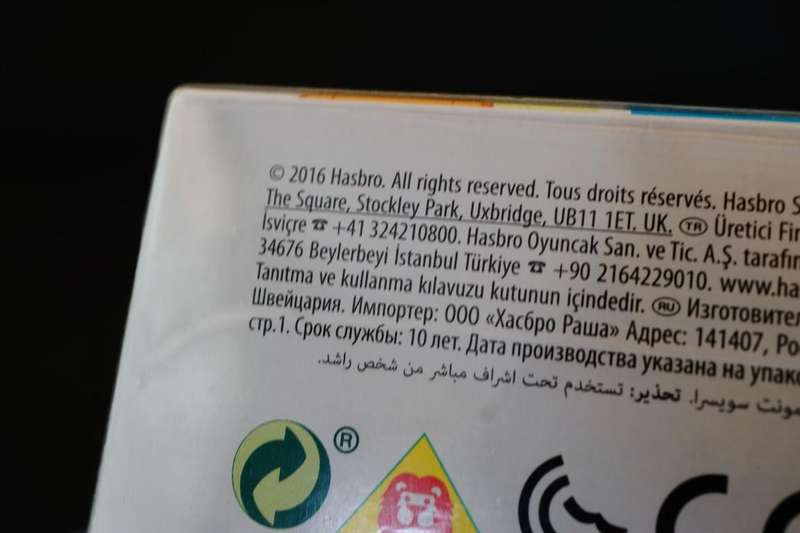 © 2016 Hasbro. All rights reserved. Tous droits réservés. Hasbro S
The Square, Stockley Park, Uxbridge, UB11 1ET. UK. TR Üretici Fir
İsviçre ☎ +41 324210800. Hasbro Oyuncak San. ve Tic. A.Ş. tarafın
34676 Beylerbeyi İstanbul Türkiye ☎ +90 2164229010. www.ha
Tanıtma ve kullanma kılavuzu kutunun içindedir. RU Изготовител
Швейцария. Импортер: ООО «Хасбро Раша» Адрес: 141407, Ро
стр.1. Срок службы: 10 лет. Дата производства указана на упако
مونت سويسرا. تحذير: تستخدم تحت اشراف مباشر من شخص راشد.
®
CE